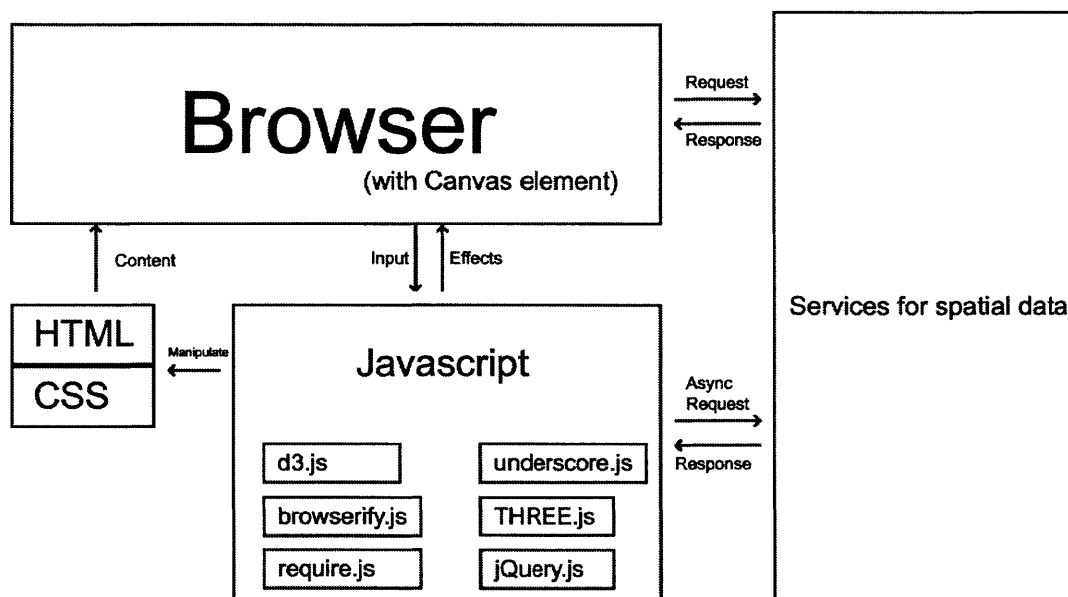 Browser
(with Canvas element)
Request
Response
Content
Input
Effects
HTML
CSS
Manipulate
Javascript
Services for spatial data
Async
Request
Response
d3.js
underscore.js
browserify.js
THREE.js
require.js
jQuery.js